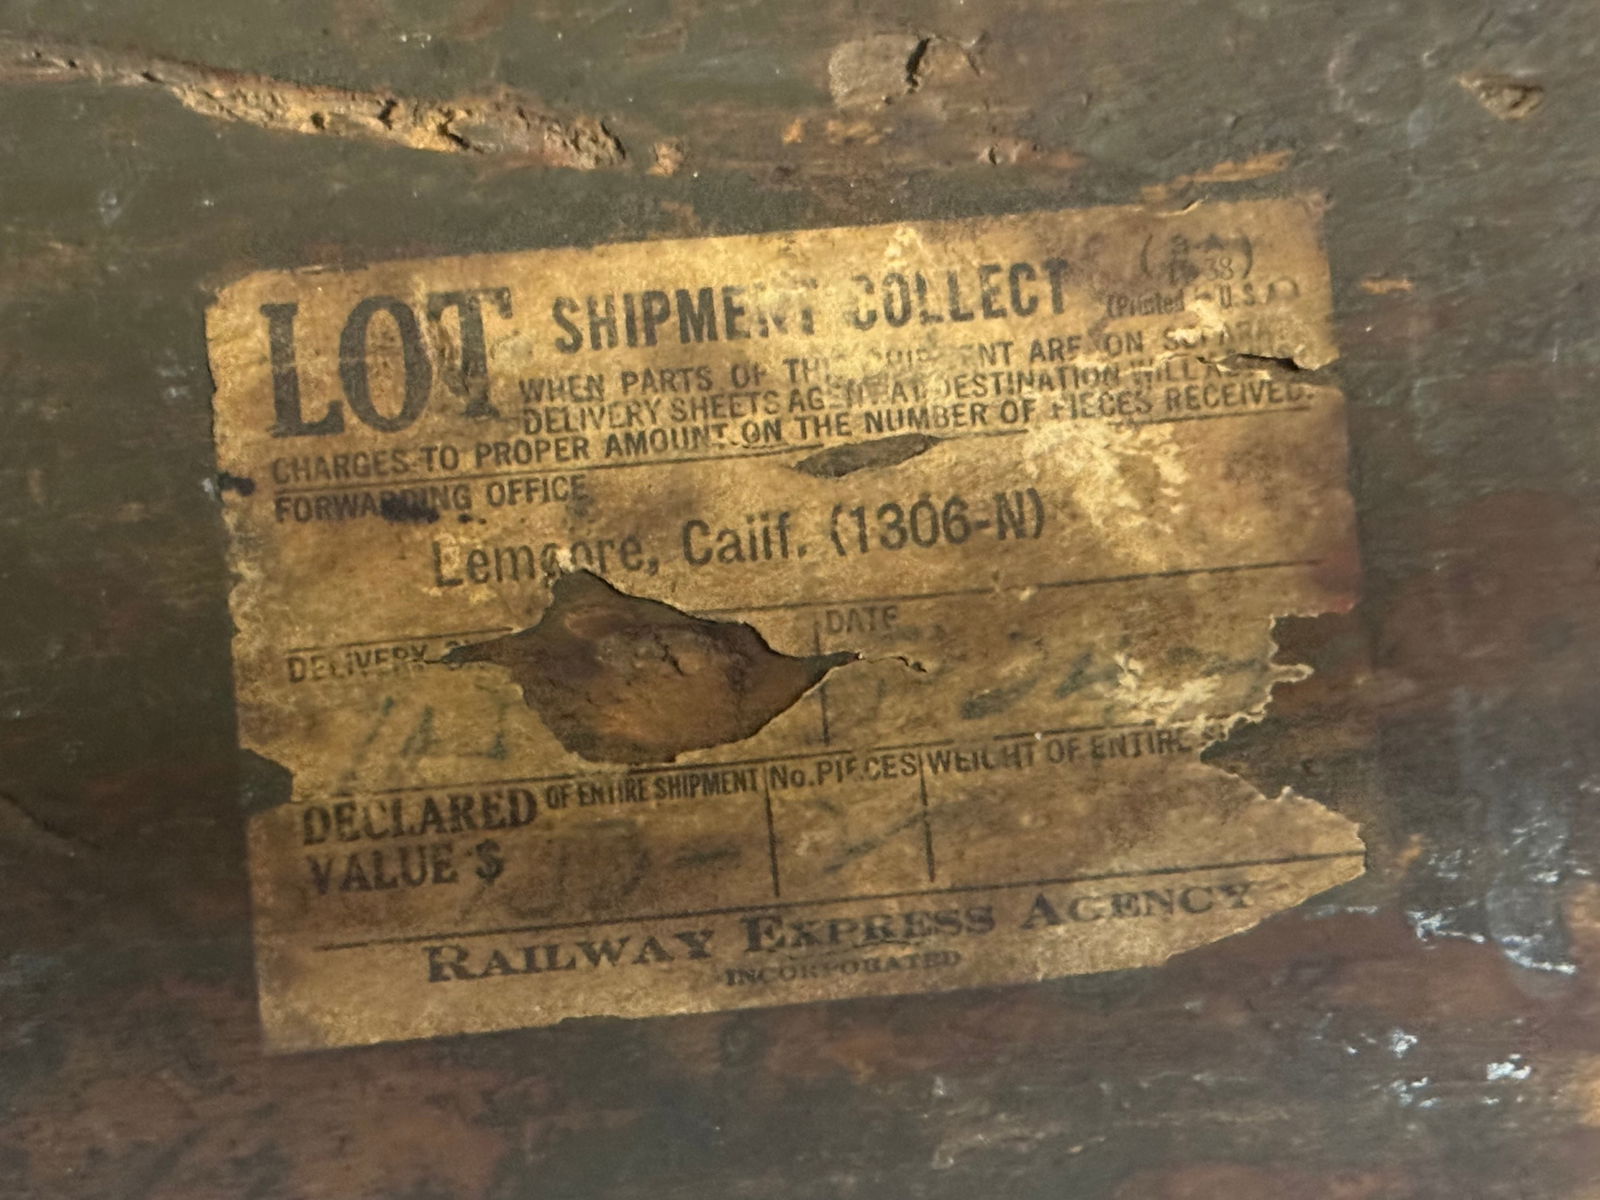 LOT SHIPMENT COLLECT
(Printed in U.S.A.)
WHEN PARTS OF THIS SHIPMENT ARE ON SEPARATE
DELIVERY SHEETS AGENT AT DESTINATION WILL
CHARGES TO PROPER AMOUNT ON THE NUMBER OF PIECES RECEIVED.
FORWARDING OFFICE
Lemoore, Calif. (1306-N)
DELIVERY
DATE
DECLARED VALUE $ OF ENTIRE SHIPMENT
No. PIECES
WEIGHT OF ENTIRE
RAILWAY EXPRESS AGENCY
INCORPORATED